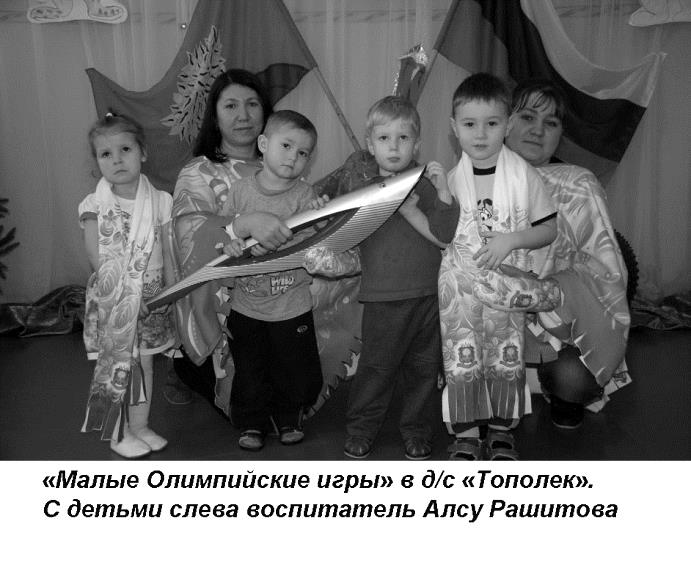 «Малые Олимпийские игры» в д/с «Тополек».
С детьми слева воспитатель Алсу Рашитова